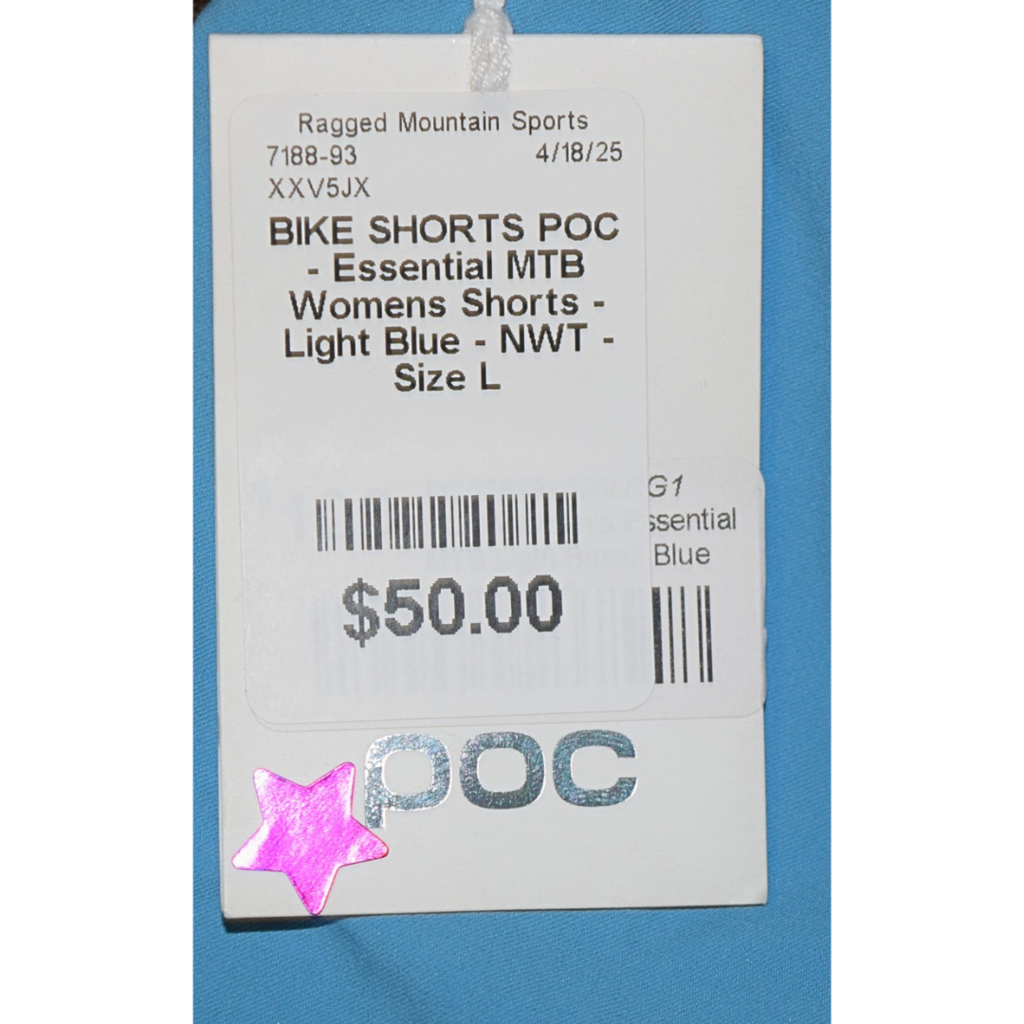 Ragged Mountain Sports
7188-93 4/18/25
XXV5JX
BIKE SHORTS POC
- Essential MTB
Womens Shorts -
Light Blue - NWT -
Size L
G1
ssential
Blue
$50.00
POC